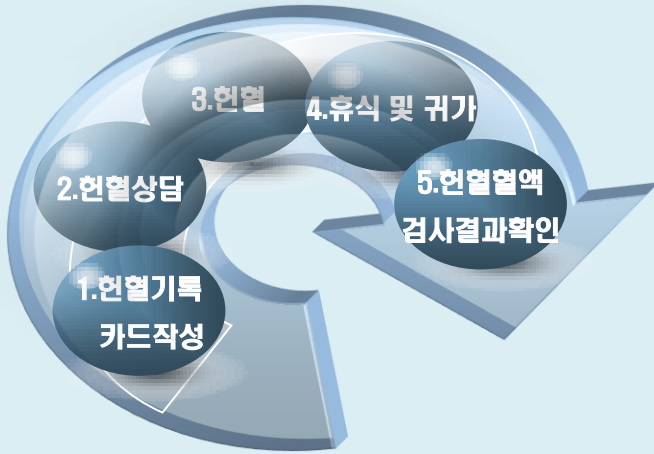 1.헌혈기록
카드작성
2.헌혈상담
3.헌혈
4.휴식 및 귀가
5.헌혈혈액
검사결과확인